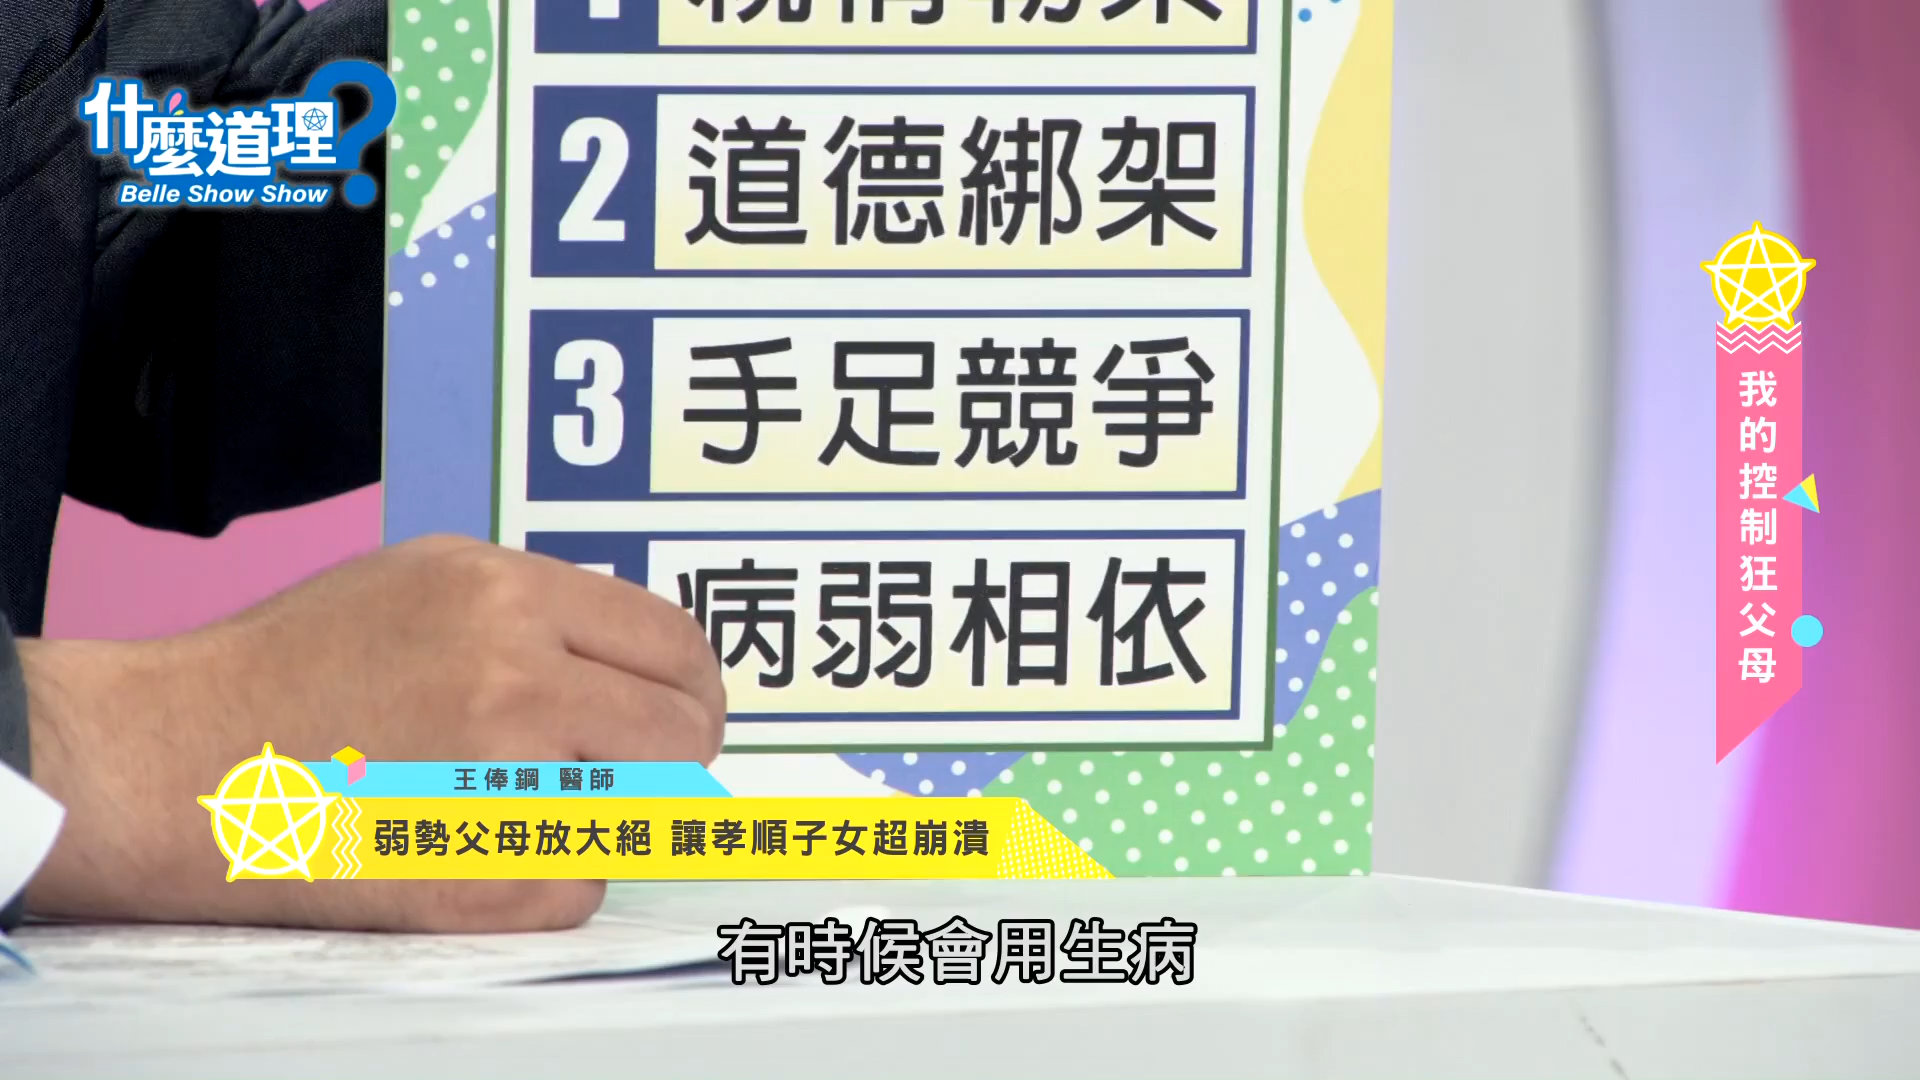 什麼道理?
Belle Show Show
2 道德綁架
3 手足競爭
病弱相依
我的控制狂父母
王俸鋼 醫師
弱勢父母放大絕 讓孝順子女超崩潰
有時候會用生病